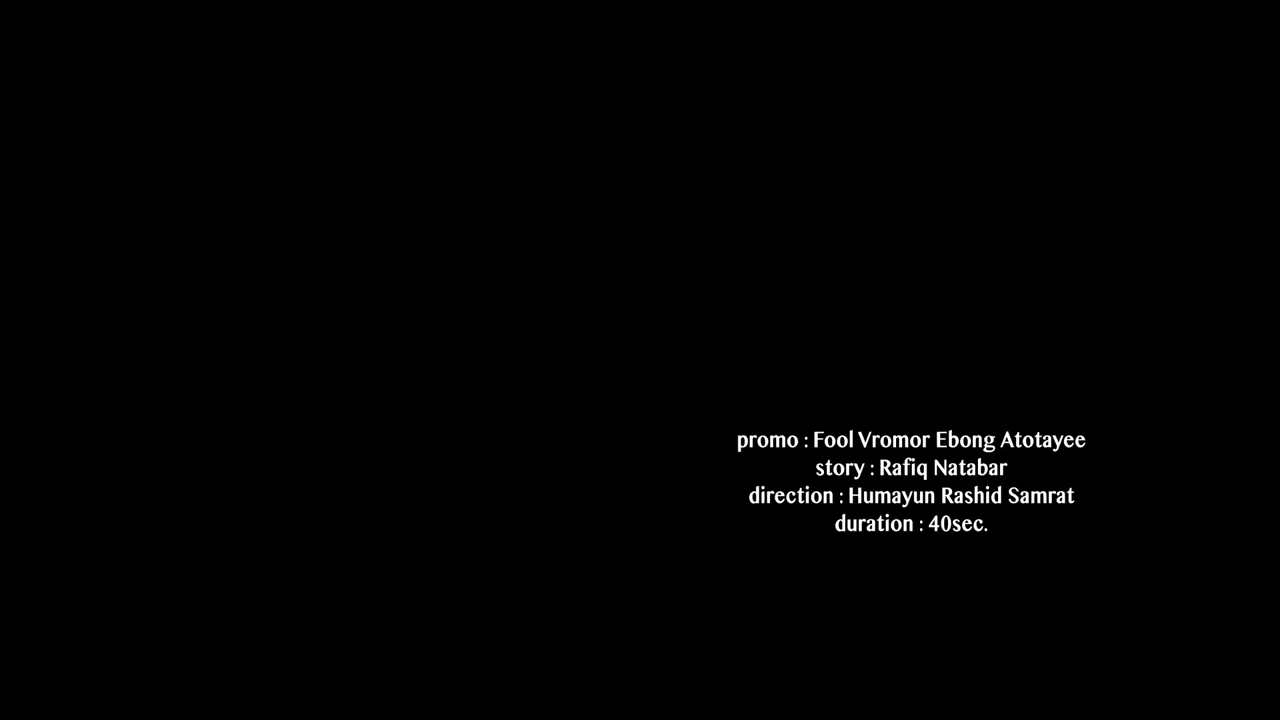 promo : Fool Vromor Ebong Atotayee
story : Rafiq Natabar
direction : Humayun Rashid Samrat
duration : 40sec.